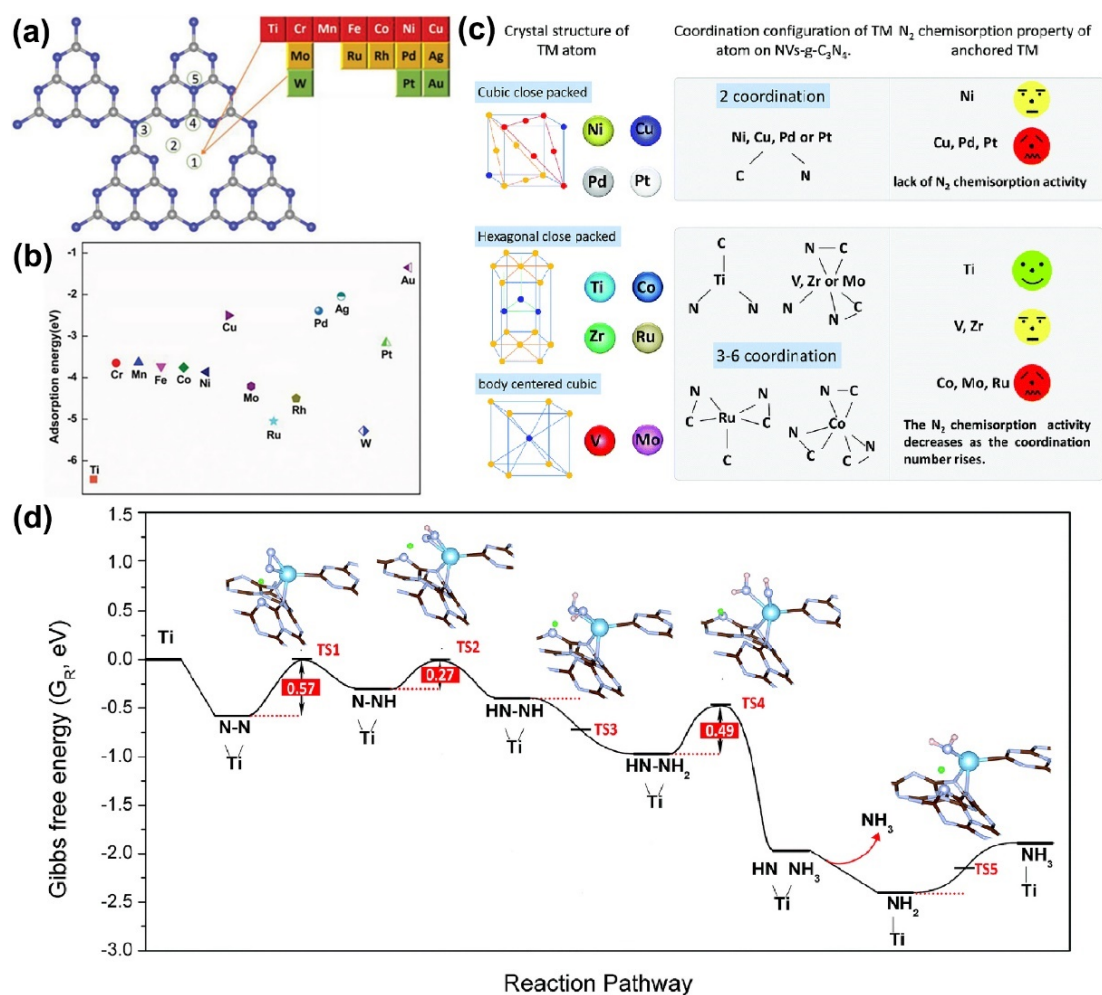 (a)
Ti Cr Mn Fe Co Ni Cu
Mo Ru Rh Pd Ag
W Pt Au
5
3 4
2
1
(b)
Adsorption energy(eV)
-1
-2
-3
-4
-5
-6
Ti
Cr
Mn
Fe
Co
Ni
Cu
Mo
Ru
Rh
Pd
Ag
W
Pt
Au
(c)
Crystal structure of
TM atom
Coordination configuration of TM
atom on NVs-g-C₃N₄.
N₂ chemisorption property of
anchored TM
Cubic close packed
Ni Cu
Pd Pt
2 coordination
Ni, Cu, Pd or Pt
C N
Ni
Cu, Pd, Pt
lack of N₂ chemisorption activity
Hexagonal close packed
Ti Co
Zr Ru
C
Ti
N N
N C
V, Zr or Mo
N C
N
3-6 coordination
N N
Ru
C C
C
N C
N Co
N
C C
Ti
V, Zr
Co, Mo, Ru
The N₂ chemisorption activity
decreases as the coordination
number rises.
body centered cubic
V Mo
(d)
Gibbs free energy (G_R, eV)
1.5
1.0
0.5
0.0
-0.5
-1.0
-1.5
-2.0
-2.5
-3.0
Ti
N-N
Ti
TS1
0.57
N-NH
Ti
TS2
0.27
HN-NH
Ti
TS3
HN-NH₂
Ti
TS4
0.49
HN NH₃
Ti
NH₃
NH₂
Ti
TS5
NH₃
Ti
Reaction Pathway